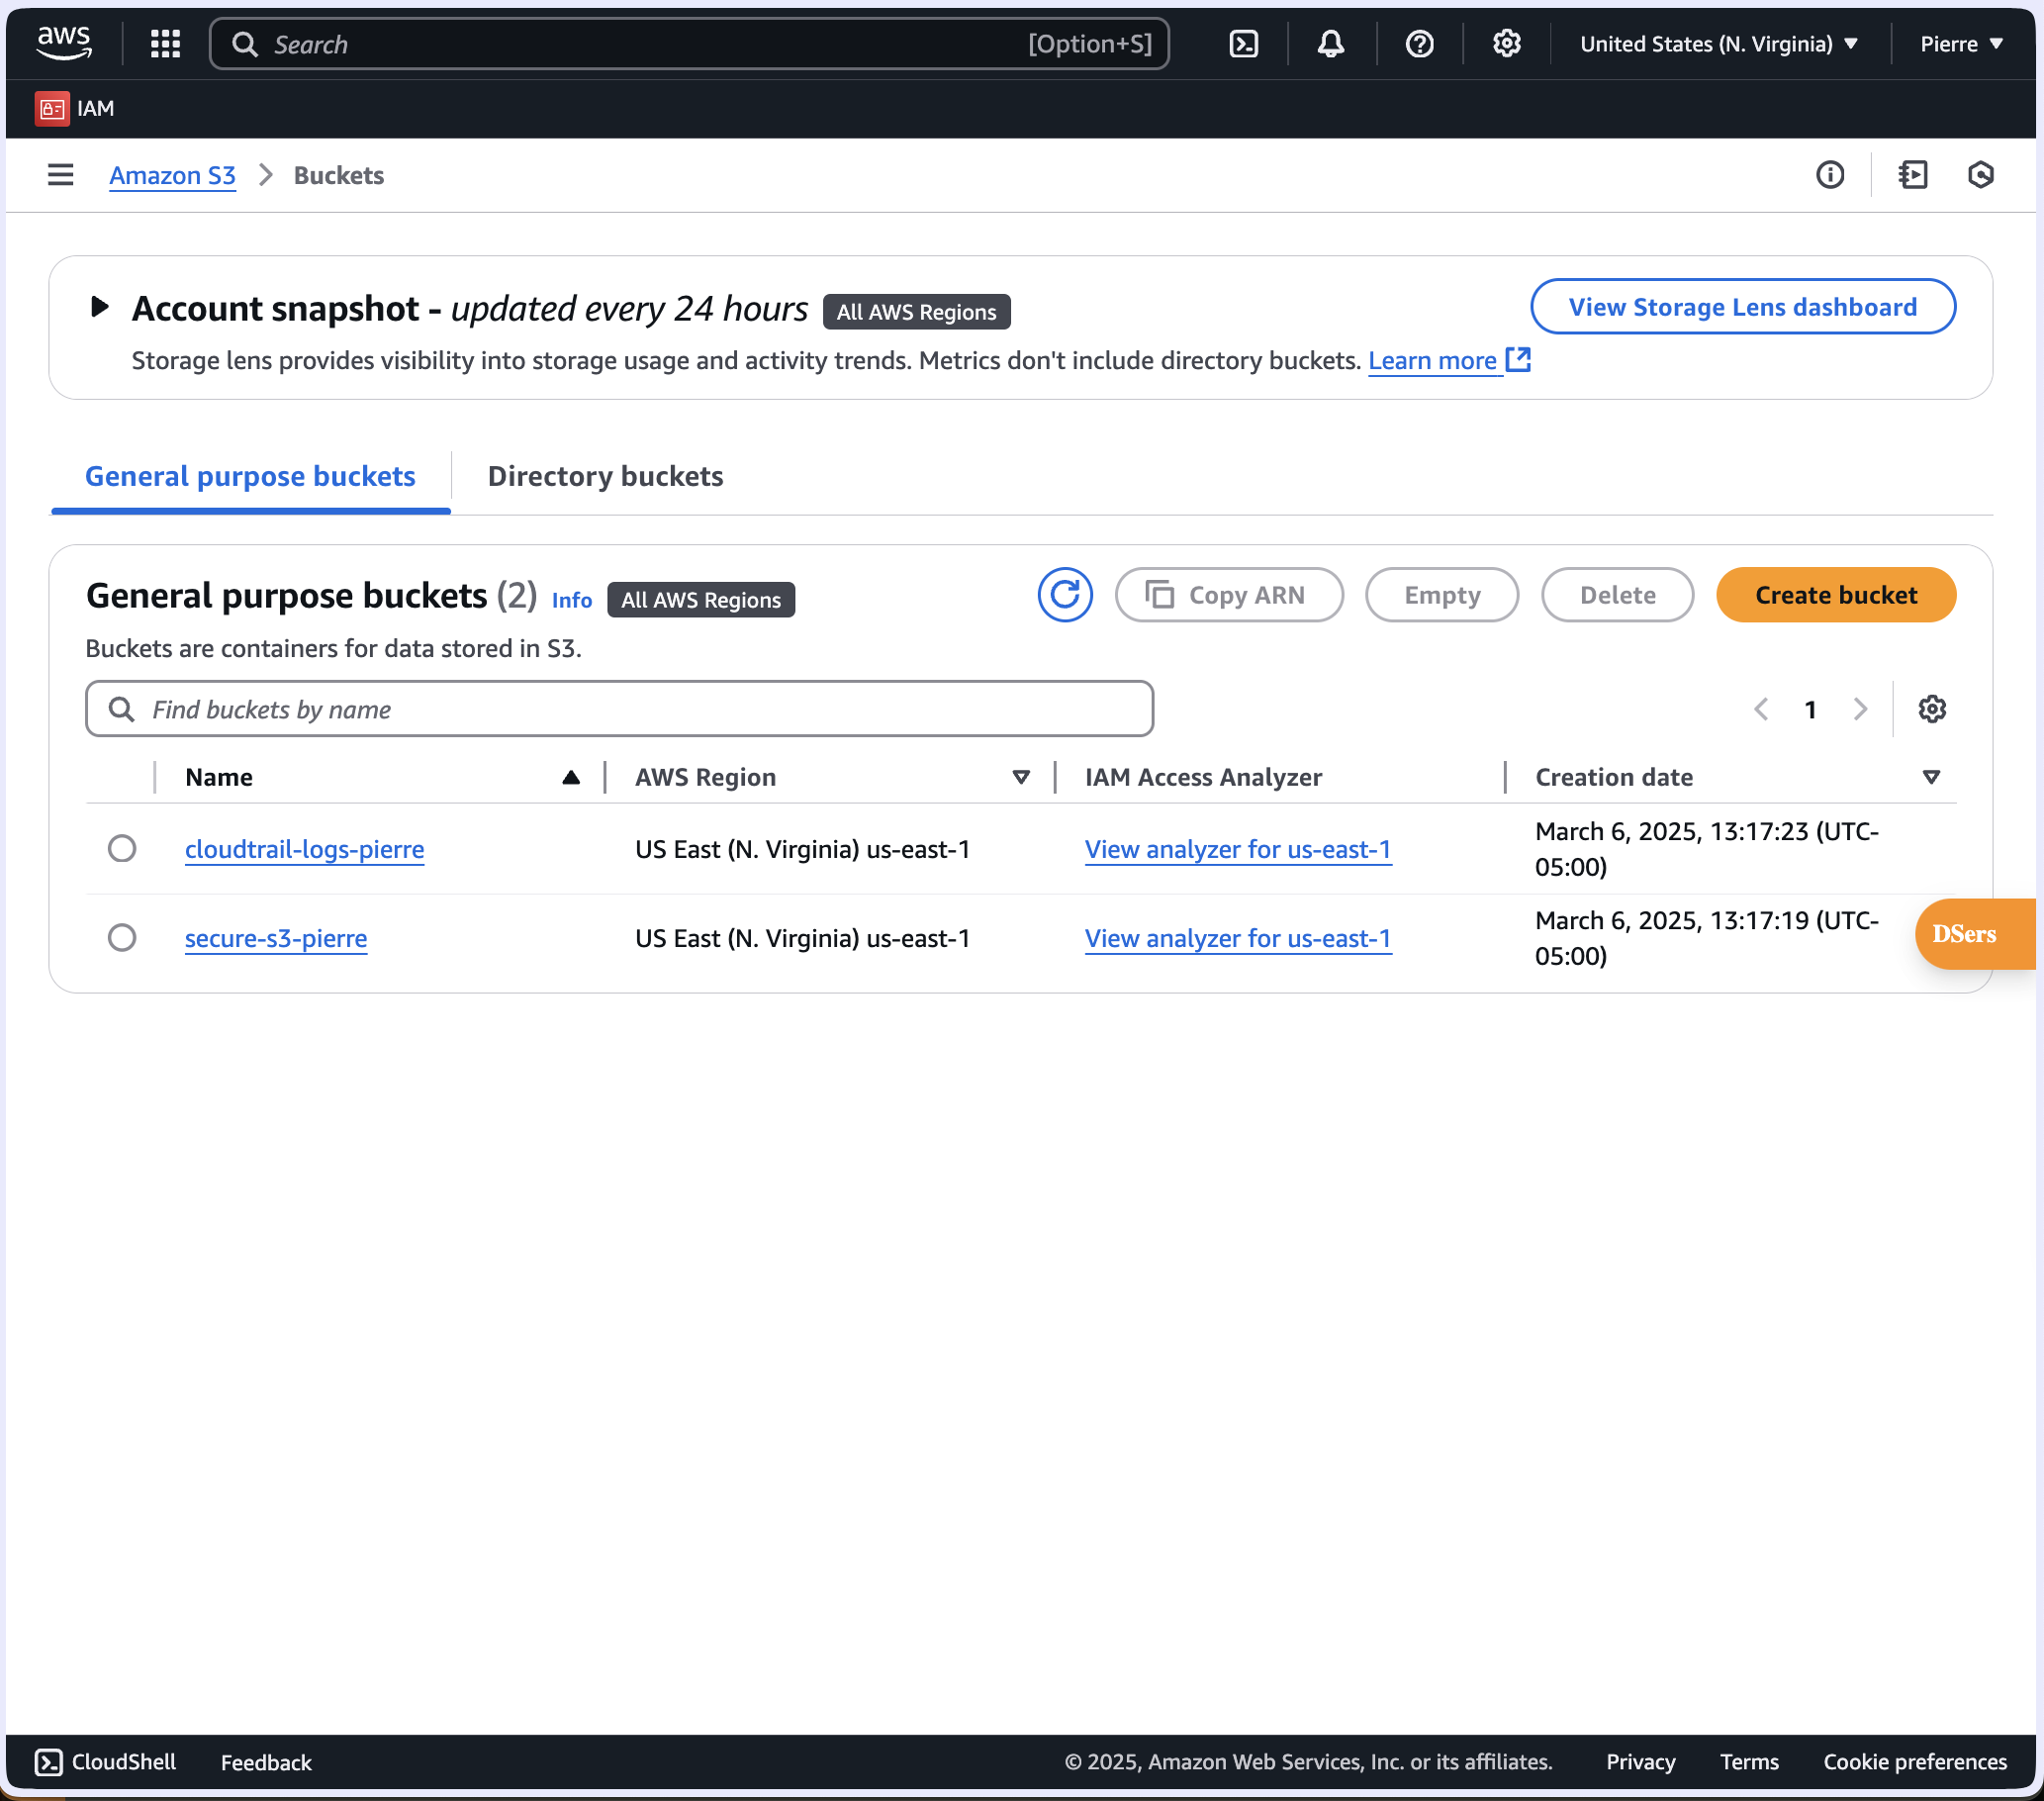 aws
Search [Option+S]
United States (N. Virginia)
Pierre
IAM
Amazon S3 Buckets
Account snapshot - updated every 24 hours All AWS Regions
View Storage Lens dashboard
Storage lens provides visibility into storage usage and activity trends. Metrics don't include directory buckets. Learn more
General purpose buckets
Directory buckets
General purpose buckets (2) Info All AWS Regions
Copy ARN
Empty
Delete
Create bucket
Buckets are containers for data stored in S3.
Find buckets by name
1
Name AWS Region IAM Access Analyzer Creation date
cloudtrail-logs-pierre US East (N. Virginia) us-east-1 View analyzer for us-east-1 March 6, 2025, 13:17:23 (UTC-
05:00)
secure-s3-pierre US East (N. Virginia) us-east-1 View analyzer for us-east-1 March 6, 2025, 13:17:19 (UTC-
05:00)
DSers
CloudShell Feedback © 2025, Amazon Web Services, Inc. or its affiliates. Privacy Terms Cookie preferences